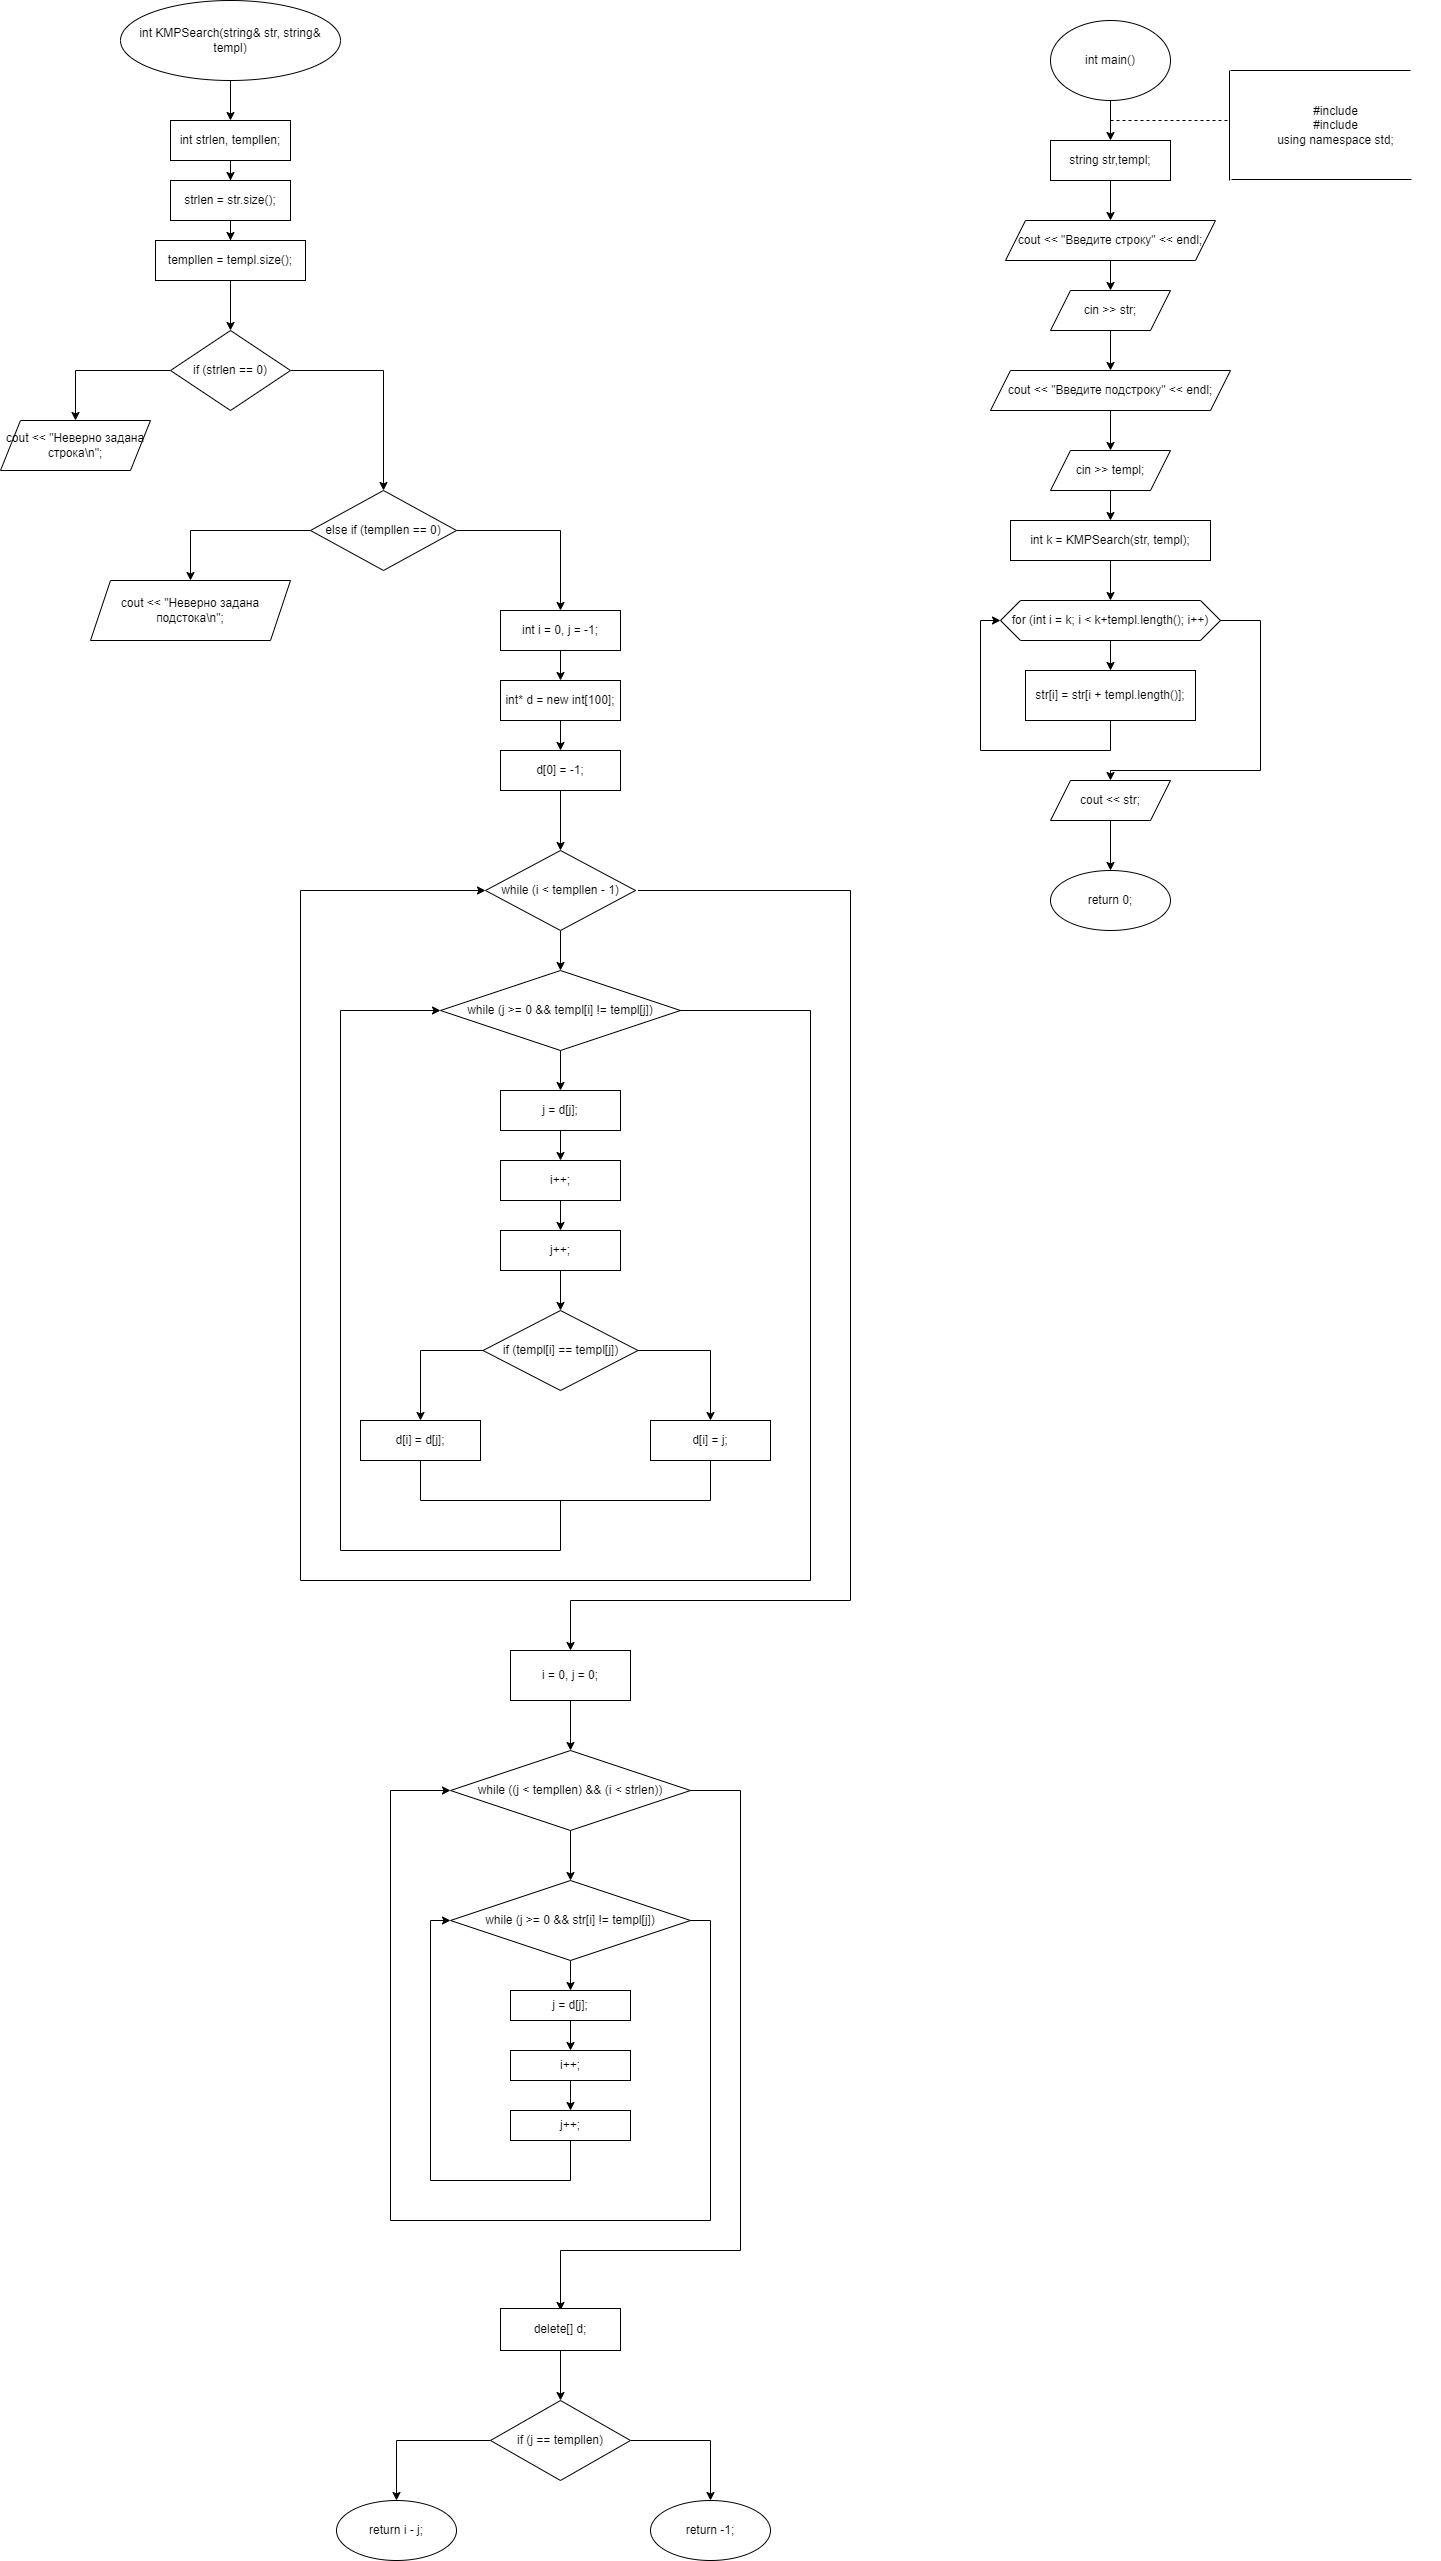 int KMPSearch(string& str, string&
templ)
int strlen, templlen;
strlen = str.size();
templlen = templ.size();
if (strlen == 0)
cout << "Неверно задана
строка\n";
else if (templlen == 0)
cout << "Неверно задана
подстока\n";
int i = 0, j = -1;
int* d = new int[100];
d[0] = -1;
while (i < templlen - 1)
while (j >= 0 && templ[i] != templ[j])
j = d[j];
i++;
j++;
if (templ[i] == templ[j])
d[i] = d[j];
d[i] = j;
i = 0, j = 0;
while ((j < templlen) && (i < strlen))
while (j >= 0 && str[i] != templ[j])
j = d[j];
i++;
j++;
delete[] d;
if (j == templlen)
return i - j;
return -1;
int main()
#include
#include
using namespace std;
string str,templ;
cout << "Введите строку" << endl;
cin >> str;
cout << "Введите подстроку" << endl;
cin >> templ;
int k = KMPSearch(str, templ);
for (int i = k; i < k+templ.length(); i++)
str[i] = str[i + templ.length()];
cout << str;
return 0;